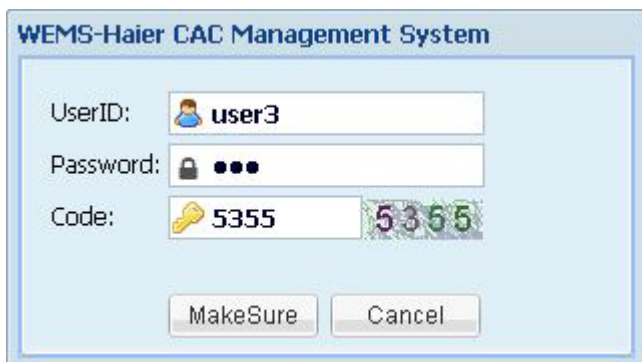 WEMS-Haier CAC Management System
UserID: user3
Password: •••
Code: 5355 5355
MakeSure Cancel